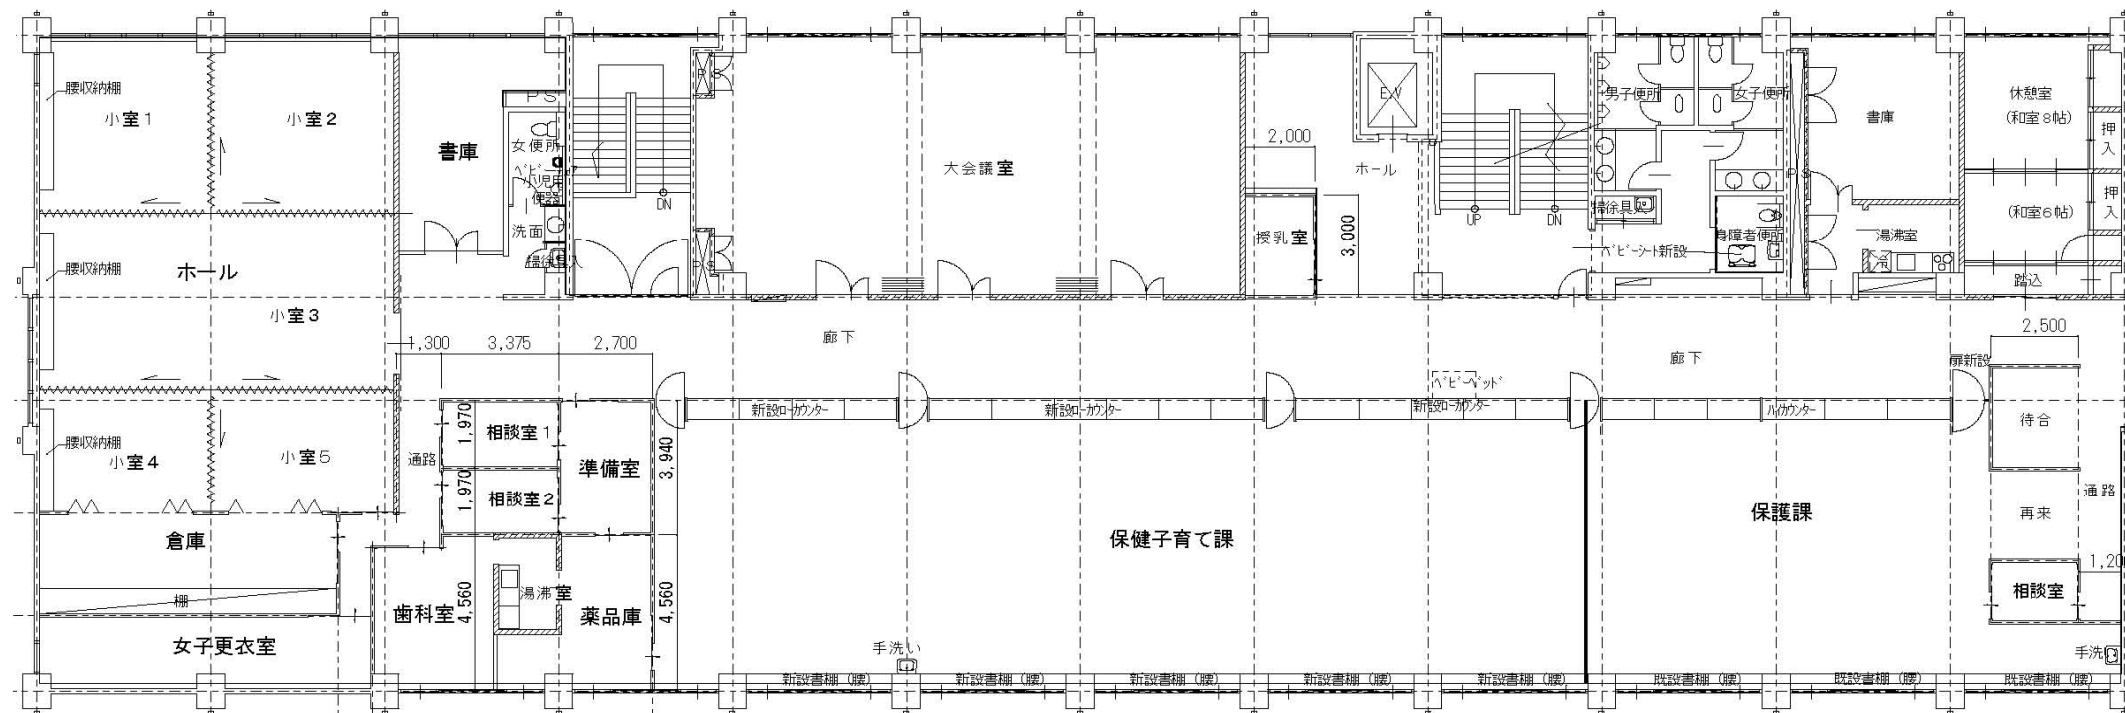 腰収納棚
小室1
小室2
書庫
PS
女便所
ﾍﾞﾋﾞｰﾁｪｱ
小児用
便器
洗面
掃除具入
DN
PS
PS
大会議室
2,000
授乳室
3,000
ホール
E.V
UP
DN
男子便所
女子便所
掃除具入
ﾍﾞﾋﾞｰｼｰﾄ新設
身障者便所
PS
書庫
湯沸室
冷
休憩室
(和室8帖)
押
入
(和室6帖)
押
入
踏込
腰収納棚
ホール
小室3
廊下
廊下
1,300
3,375
2,700
2,500
扉新設
ﾍﾞﾋﾞｰﾍﾞｯﾄﾞ
新設ローカウンター
新設ローカウンター
新設ローカウンター
ハイカウンター
腰収納棚
小室4
小室5
通路
1,970
相談室1
1,970
相談室2
準備室
3,940
待合
再来
通路
1,20
相談室
倉庫
棚
女子更衣室
歯科室
4,560
湯沸室
薬品庫
4,560
保健子育て課
保護課
手洗い
手洗い
新設書棚(腰)
新設書棚(腰)
新設書棚(腰)
新設書棚(腰)
新設書棚(腰)
既設書棚(腰)
既設書棚(腰)
既設書棚(腰)